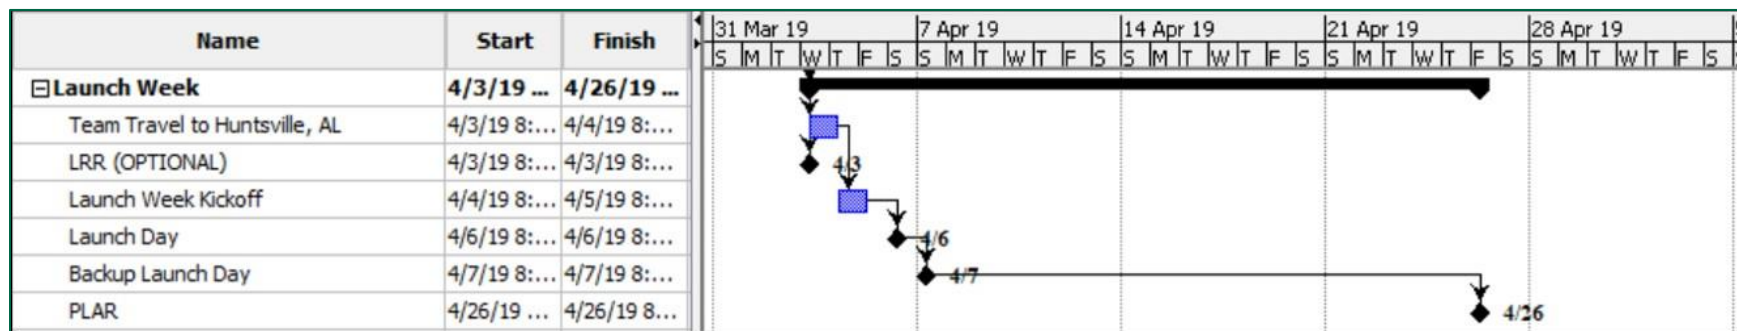 Name Start Finish 31 Mar 19 7 Apr 19 14 Apr 19 21 Apr 19 28 Apr 19
S M T W T F S S M T W T F S S M T W T F S S M T W T F S S M T W T F S
Launch Week 4/3/19 ... 4/26/19 ...
Team Travel to Huntsville, AL 4/3/19 8:... 4/4/19 8:...
LRR (OPTIONAL) 4/3/19 8:... 4/3/19 8:... 4/3
Launch Week Kickoff 4/4/19 8:... 4/5/19 8:...
Launch Day 4/6/19 8:... 4/6/19 8:... 4/6
Backup Launch Day 4/7/19 8:... 4/7/19 8:... 4/7
PLAR 4/26/19 ... 4/26/19 8... 4/26